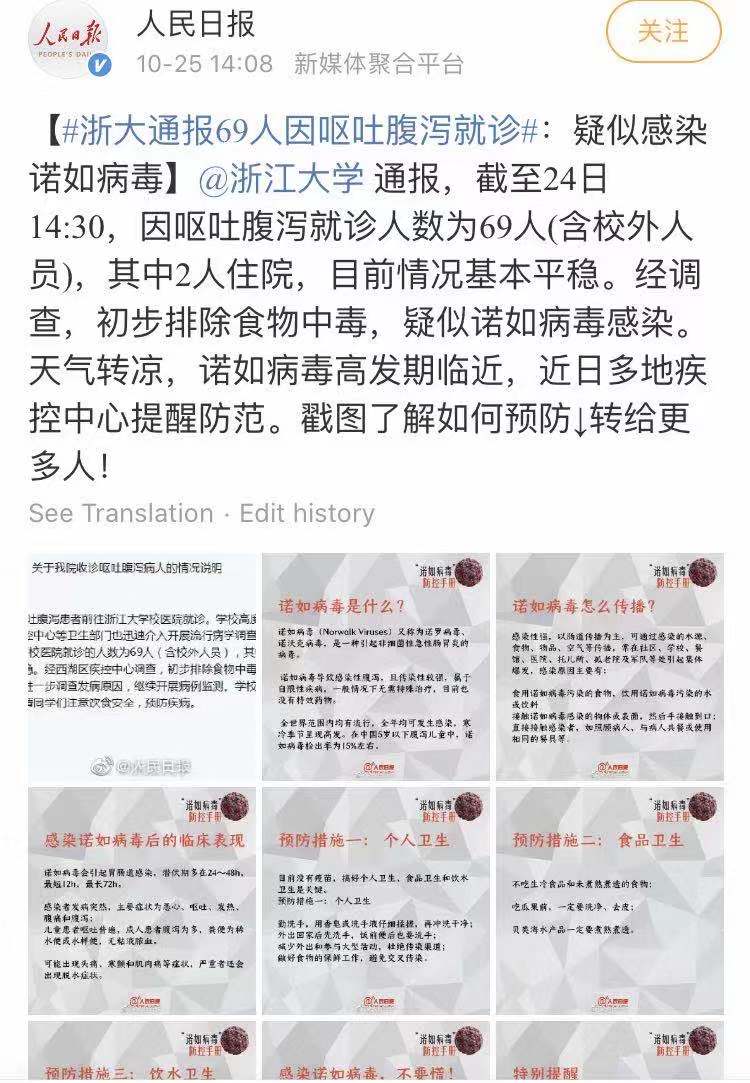 人民日报
PEOPLE'S DAILY
人民日报
10-25 14:08 新媒体聚合平台
关注
【#浙大通报69人因呕吐腹泻就诊#：疑似感染
诺如病毒】@浙江大学 通报，截至24日
14:30，因呕吐腹泻就诊人数为69人(含校外人
员)，其中2人住院，目前情况基本平稳。经调
查，初步排除食物中毒，疑似诺如病毒感染。
天气转凉，诺如病毒高发期临近，近日多地疾
控中心提醒防范。戳图了解如何预防↓转给更
多人！
See Translation · Edit history
关于我院收诊呕吐腹泻病人的情况说明
吐腹泻患者前往浙江大学校医院就诊。学校高度
控中心等卫生部门也迅速介入开展流行病学调查
校医院就诊的人数为69人（含校外人员），其
稳。经西湖区疾控中心调查，初步排除食物中毒
进一步调查发病原因，继续开展病例监测，学校
请同学们注意饮食安全，预防疾病。
@人民日报
“诺如病毒”
防控手册
诺如病毒是什么？
诺如病毒（Norwalk Viruses）又称为诺罗病毒、
诺沃克病毒，是一种引起非细菌性急性肠胃炎的
病毒。
诺如病毒导致感染性腹泻，且传染性较强，属于
自限性疾病，一般情况下无需特殊治疗，目前也
没有特效药物。
全世界范围内均有流行，全年均可发生感染，寒
冷季节呈现高发。在中国5岁以下腹泻儿童中，诺
如病毒检出率为15%左右。
@人民日报
“诺如病毒”
防控手册
诺如病毒怎么传播？
感染性强，以肠道传播为主，可通过污染的水源、
食物、物品、空气等传播，常在社区、学校、餐
馆、医院、托儿所、孤老院及军队等处引起集体
爆发，感染原因主要有：
食用诺如病毒污染的食物，饮用诺如病毒污染的水
或饮料
接触诺如病毒感染的物体或表面，然后手接触到口；
直接接触感染者，如照顾病人、与病人共餐或使用
相同的餐具等。
@人民日报
“诺如病毒”
防控手册
感染诺如病毒后的临床表现
诺如病毒会引起胃肠道感染，潜伏期多在24～48h，
最短12h，最长72h。
感染者发病突然，主要症状为恶心、呕吐、发热、
腹痛和腹泻；
儿童患者呕吐普遍，成人患者腹泻为多，粪便为稀
水便或水样便，无粘液脓血。
可能出现头痛、寒颤和肌肉痛等症状，严重者还会
出现脱水症状。
@人民日报
“诺如病毒”
防控手册
预防措施一：个人卫生
目前没有疫苗，搞好个人卫生、食品卫生和饮水
卫生是关键。
预防措施一：个人卫生
勤洗手，用香皂或洗手液仔细揉搓，再冲洗干净；
外出回家后先洗手，饭前便后也要洗手；
减少外出和参与大型活动，杜绝传染渠道；
做好食物的保鲜工作，避免交叉传染。
@人民日报
“诺如病毒”
防控手册
预防措施二：食品卫生
不吃生冷食品和未煮熟煮透的食物；
吃瓜果前，一定要洗净、去皮；
贝类海水产品一定要煮熟煮透。
@人民日报
“诺如病毒”
防控手册
预防措施三：饮水卫生
“诺如病毒”
防控手册
感染诺如病毒，不要慌！
“诺如病毒”
防控手册
特别提醒